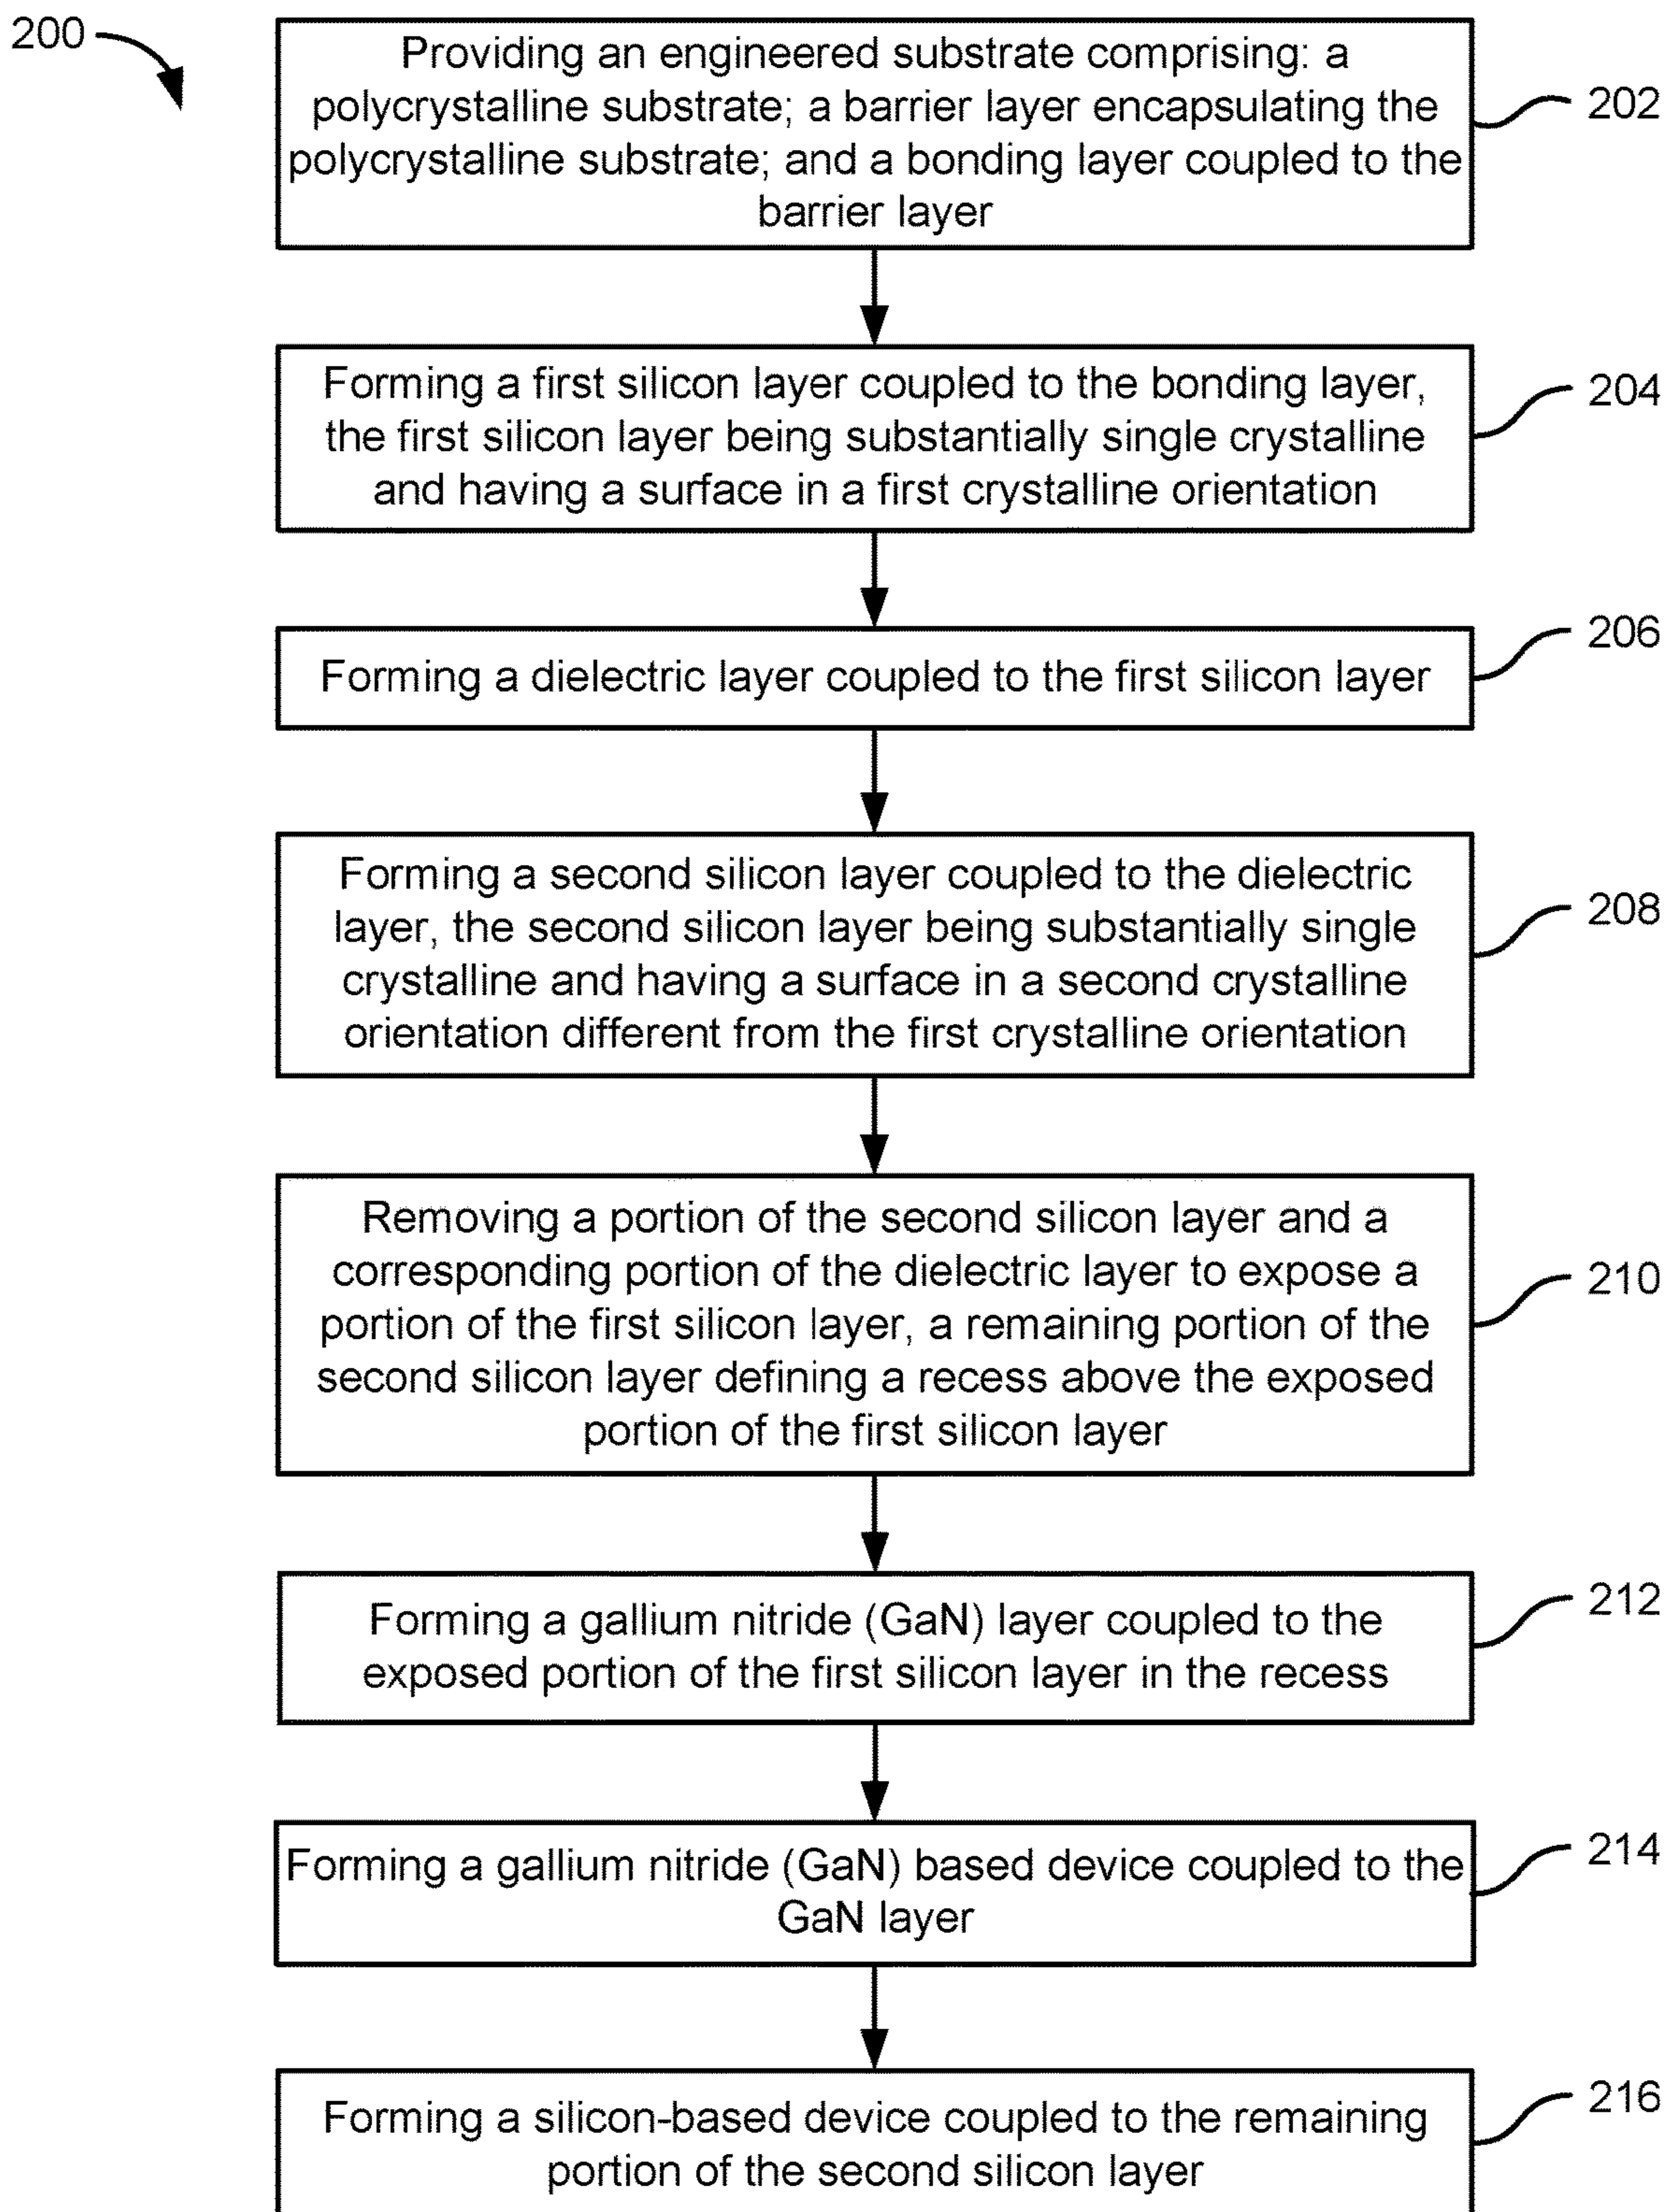 200
Providing an engineered substrate comprising: a
polycrystalline substrate; a barrier layer encapsulating the
polycrystalline substrate; and a bonding layer coupled to the
barrier layer
202
Forming a first silicon layer coupled to the bonding layer,
the first silicon layer being substantially single crystalline
and having a surface in a first crystalline orientation
204
Forming a dielectric layer coupled to the first silicon layer
206
Forming a second silicon layer coupled to the dielectric
layer, the second silicon layer being substantially single
crystalline and having a surface in a second crystalline
orientation different from the first crystalline orientation
208
Removing a portion of the second silicon layer and a
corresponding portion of the dielectric layer to expose a
portion of the first silicon layer, a remaining portion of the
second silicon layer defining a recess above the exposed
portion of the first silicon layer
210
Forming a gallium nitride (GaN) layer coupled to the
exposed portion of the first silicon layer in the recess
212
Forming a gallium nitride (GaN) based device coupled to the
GaN layer
214
Forming a silicon-based device coupled to the remaining
portion of the second silicon layer
216